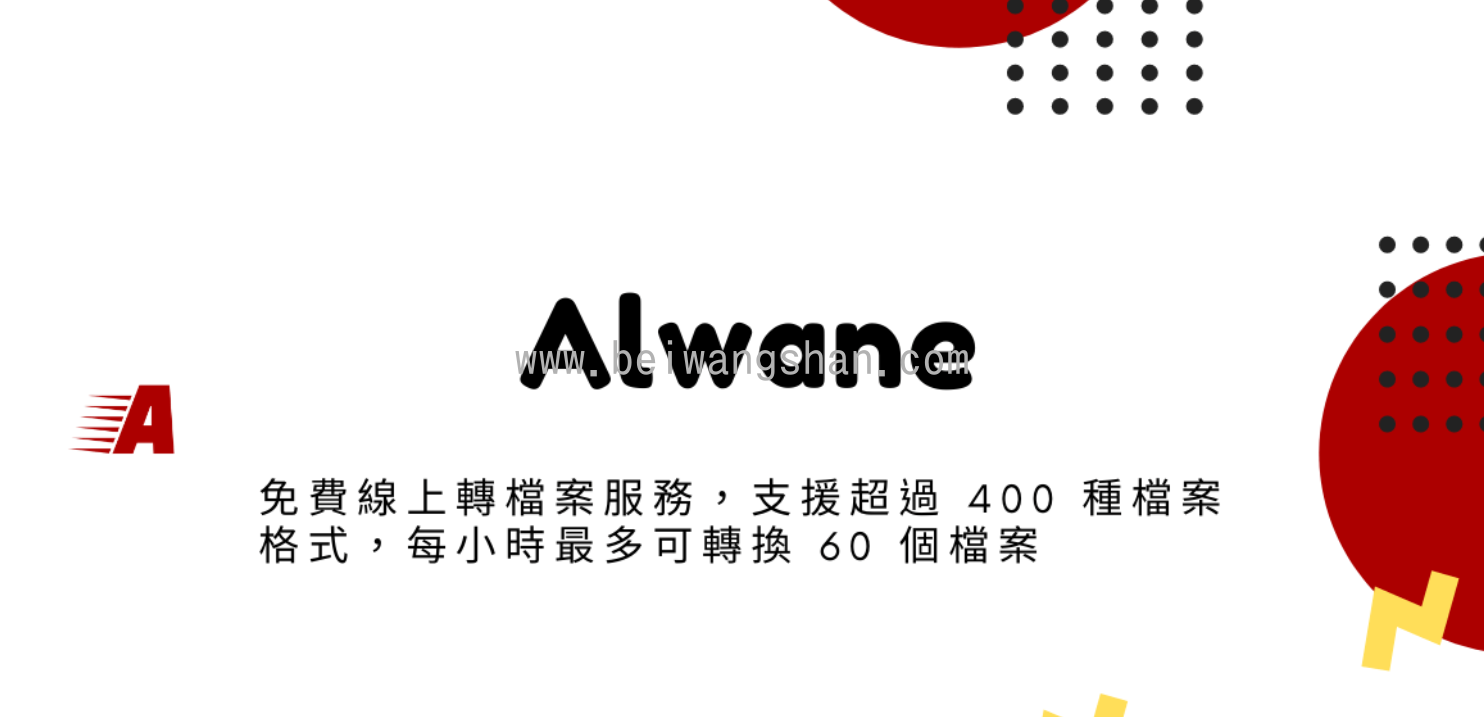 Alwane
www.beiwangshan.com
A
免費線上轉檔案服務，支援超過 400 種檔案
格式，每小時最多可轉換 60 個檔案